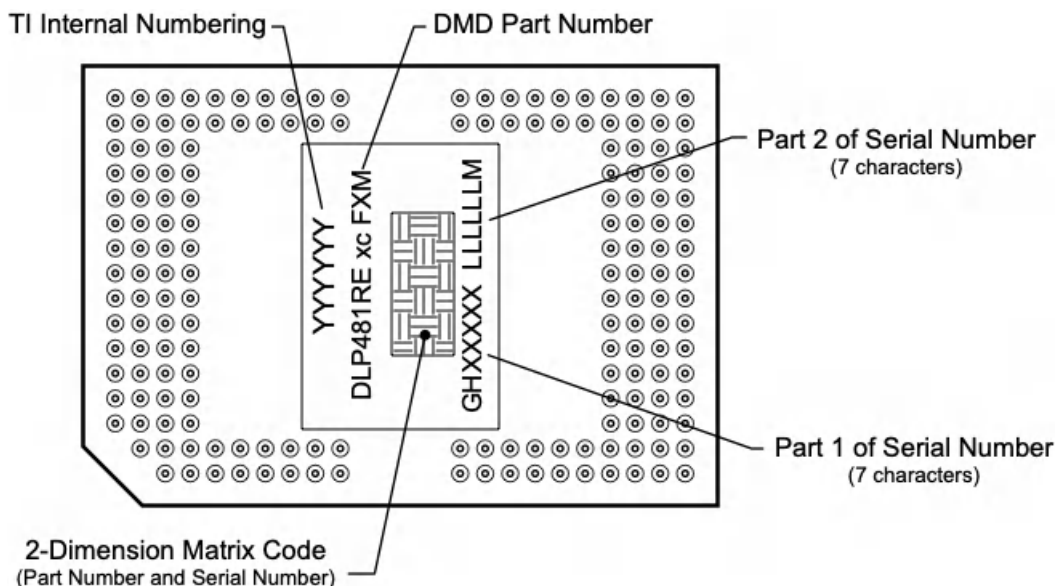 TI Internal Numbering
DMD Part Number
Part 2 of Serial Number
(7 characters)
YYYYYYY
DLP481RE xc FXM
GHXXXXX LLLLLLM
Part 1 of Serial Number
(7 characters)
2-Dimension Matrix Code
(Part Number and Serial Number)